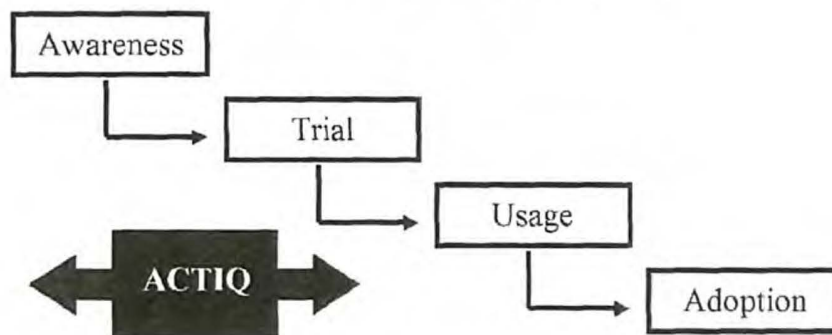 Awareness
Trial
Usage
ACTIQ
Adoption